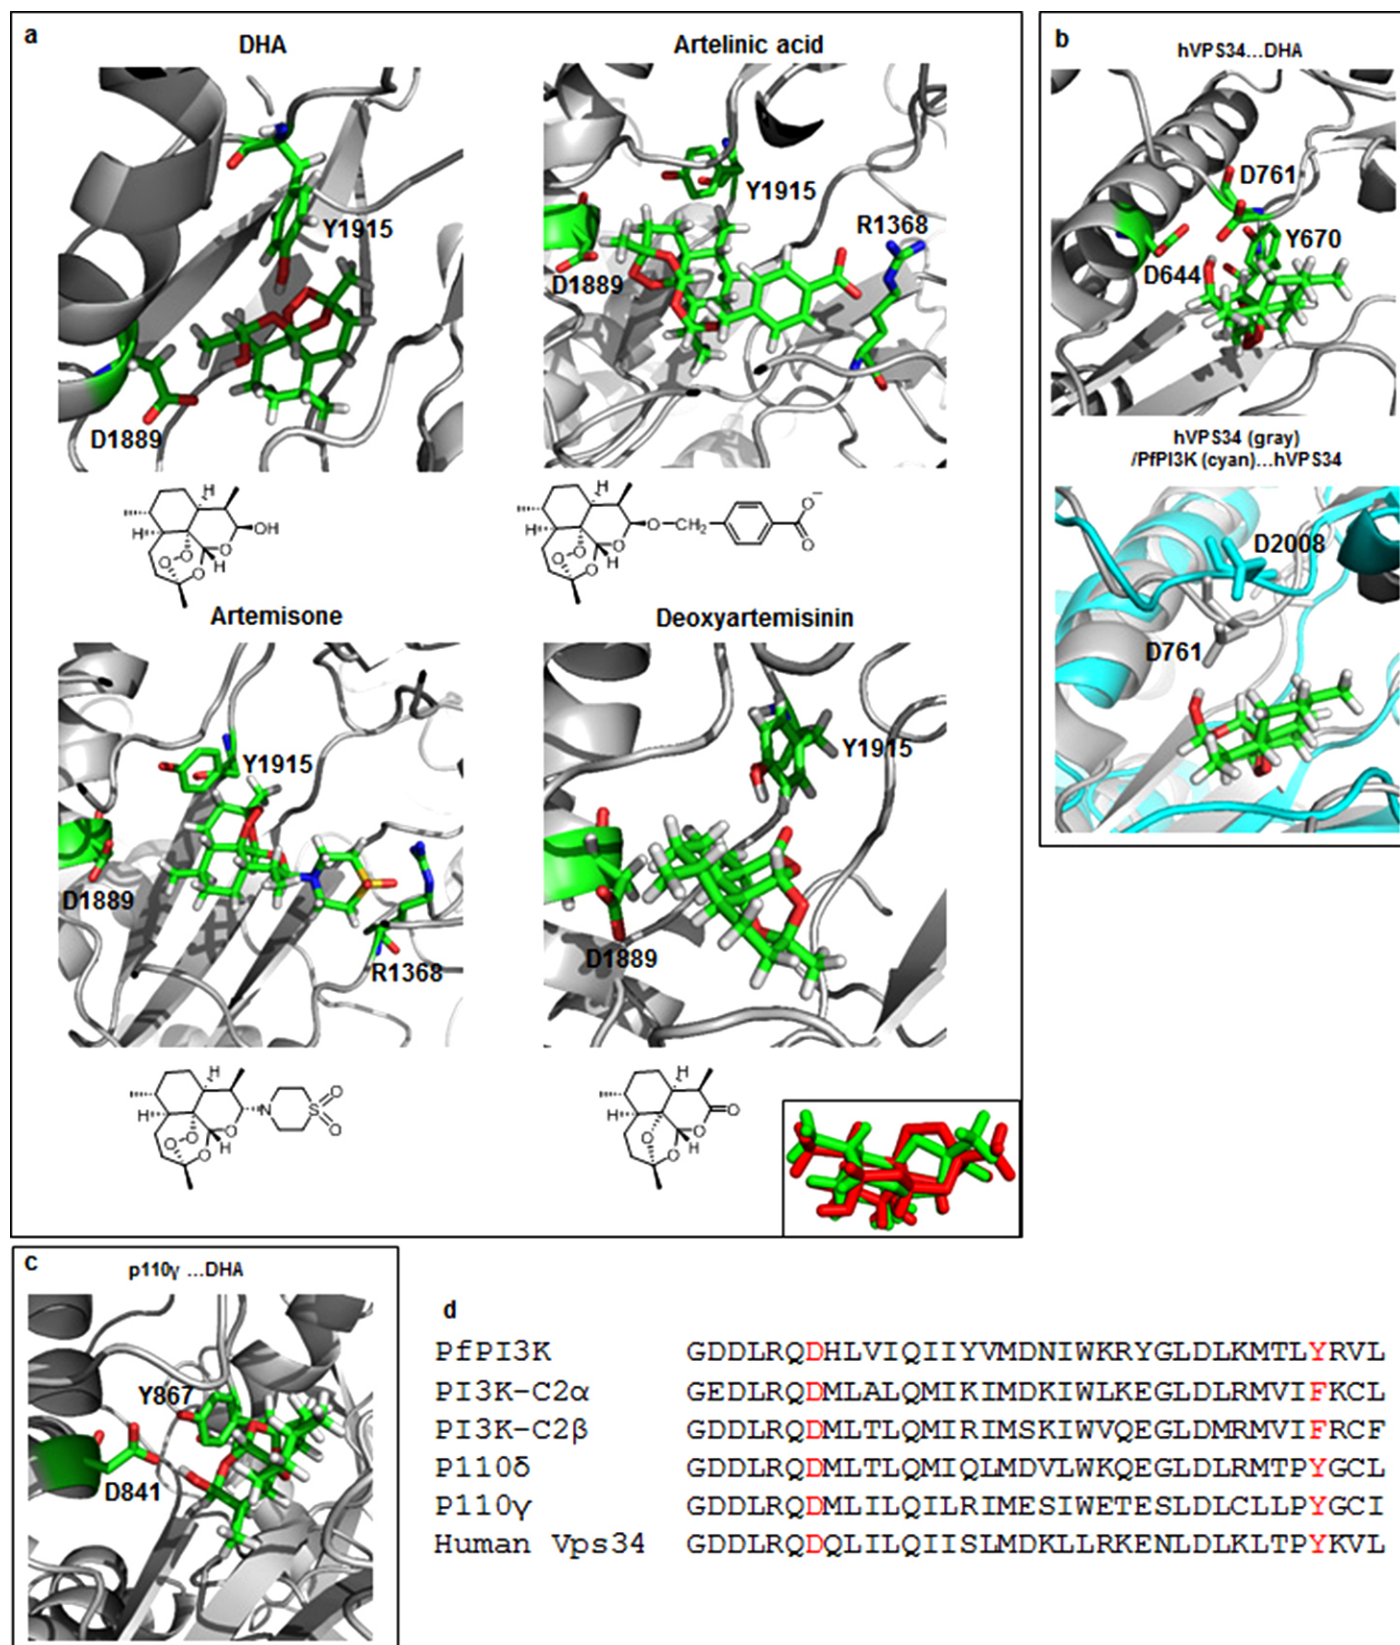 a
DHA
Artelinic acid
Y1915
D1889
Y1915
R1368
D1889
H
H
OH
O
O
O
O
H
H
H
O
O
O
O
H
O
CH2
O−
O
Artemisone
Deoxyartemisinin
Y1915
D1889
R1368
Y1915
D1889
H
H
O
O
O
O
H
N
S
O
O
H
H
O
O
O
H
O
b
hVPS34...DHA
D761
Y670
D644
hVPS34 (gray)
/PfPI3K (cyan)...hVPS34
D2008
D761
c
p110γ ...DHA
Y867
D841
d
PfPI3K GDDLRQDHLVIQIIYVMDNIWKRYGLDLKMTLYRVL
PI3K-C2α GEDLRQDMLALQMIKIMDKIWLKEGLDLRMVIFKCL
PI3K-C2β GDDLRQDMLTLQMIRIMSKIWVQEGLDMRMVIFRCF
P110δ GDDLRQDMLTLQMIQLMDVLWKQEGLDLRMTPYGCL
P110γ GDDLRQDMLILQILRIMESIWETESLDLCLLPYGCI
Human Vps34 GDDLRQDQLILQIISLMDKLLRKENLDLKLTPYKVL